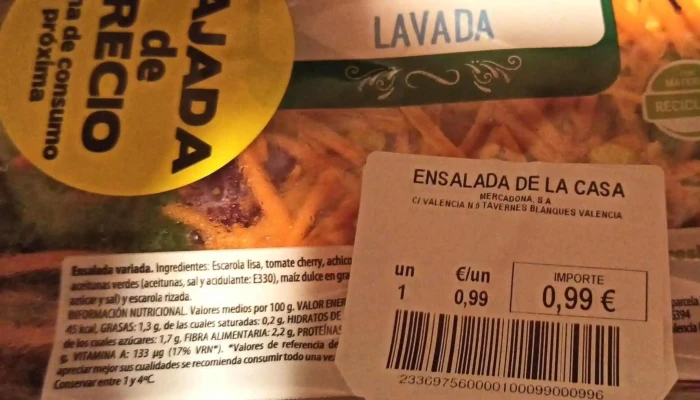 AJADA
de
RECIO
de consumo
próxima
LAVADA
RECIC
ENSALADA DE LA CASA
MERCADONA, S.A
C/ VALENCIA N 5 TAVERNES BLANQUES VALENCIA
un €/un IMPORTE
1 0,99 0,99 €
2336975600001000990009996
Ensalada variada. Ingredientes: Escarola lisa, tomate cherry, achico
aceitunas verdes (aceitunas, sal y acidulante: E330), maíz dulce en gra
azúcar y sal) y escarola rizada.
INFORMACIÓN NUTRICIONAL. Valores medios por 100 g. VALOR ENER
45 kcal, GRASAS: 1,3 g, de las cuales saturadas: 0,2 g, HIDRATOS DE
de los cuales azúcares: 1,7 g, FIBRA ALIMENTARIA: 2,2 g, PROTEÍNAS
g, VITAMINA A: 133 µg (17% VRN*). *Valores de referencia de
apreciar mejor sus cualidades se recomienda consumir todo una vez
Conservar entre 1 y 4ºC.